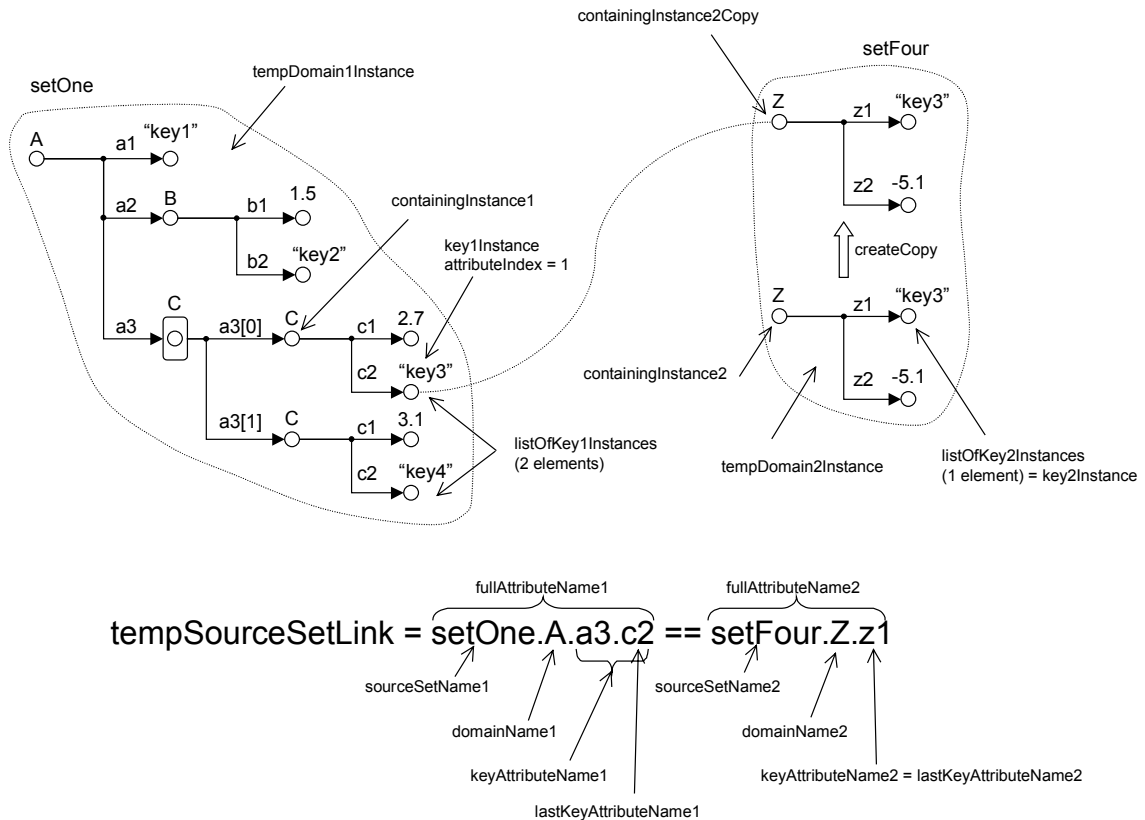 containingInstance2Copy
setFour
setOne
tempDomain1Instance
Z
z1
“key3”
A
a1
“key1”
z2
-5.1
a2
B
b1
1.5
containingInstance1
b2
“key2”
key1Instance
attributeIndex = 1
createCopy
C
Z
z1
“key3”
a3
a3[0]
C
c1
2.7
c2
“key3”
containingInstance2
z2
-5.1
a3[1]
C
c1
3.1
c2
“key4”
listOfKey1Instances
(2 elements)
tempDomain2Instance
listOfKey2Instances
(1 element) = key2Instance
fullAttributeName1
fullAttributeName2
tempSourceSetLink = setOne.A.a3.c2 == setFour.Z.z1
sourceSetName1
sourceSetName2
domainName1
domainName2
keyAttributeName1
keyAttributeName2 = lastKeyAttributeName2
lastKeyAttributeName1